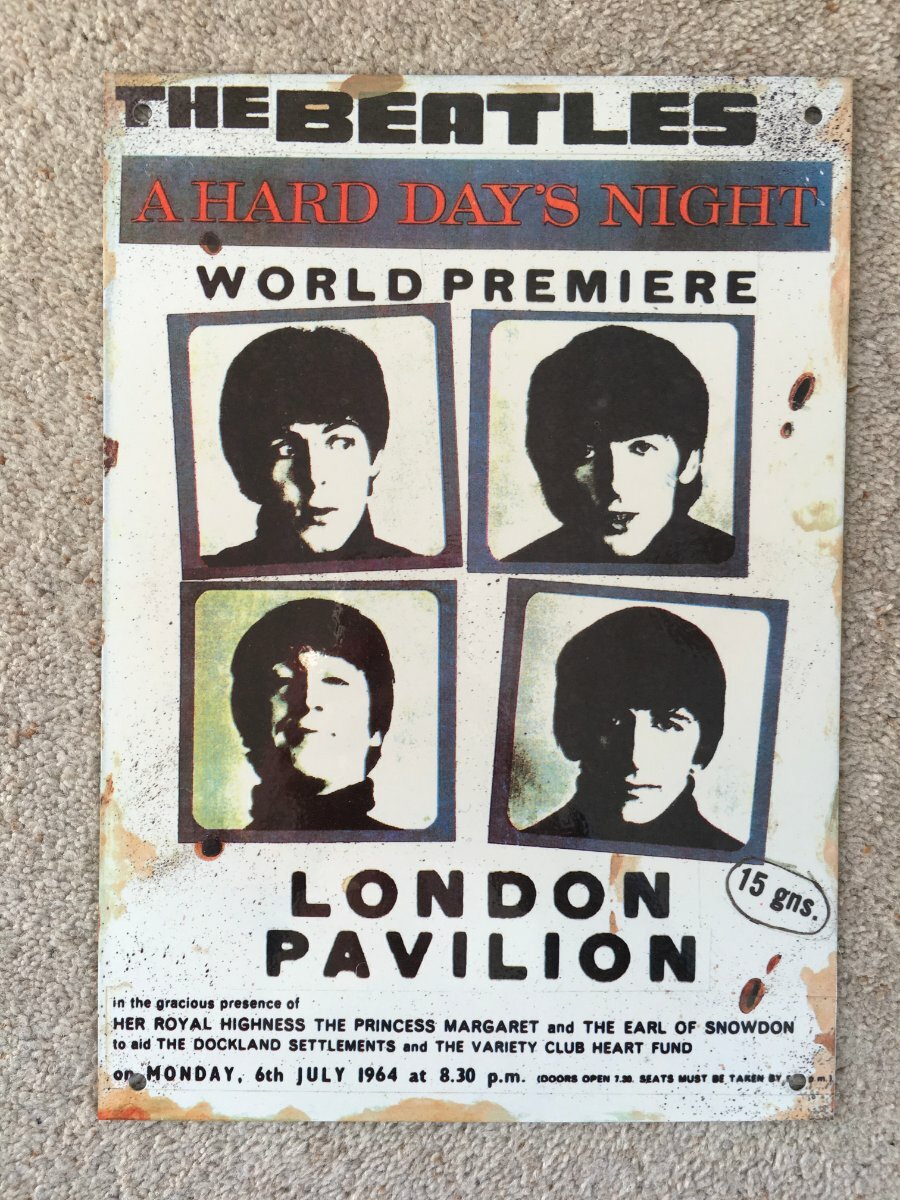 THE BEATLES
A HARD DAY'S NIGHT
WORLD PREMIERE
LONDON
PAVILION
15 gns.
in the gracious presence of
HER ROYAL HIGHNESS THE PRINCESS MARGARET and THE EARL OF SNOWDON
to aid THE DOCKLAND SETTLEMENTS and THE VARIETY CLUB HEART FUND
on MONDAY, 6th JULY 1964 at 8.30 p.m. (DOORS OPEN 7.30. SEATS MUST BE TAKEN BY p.m.)